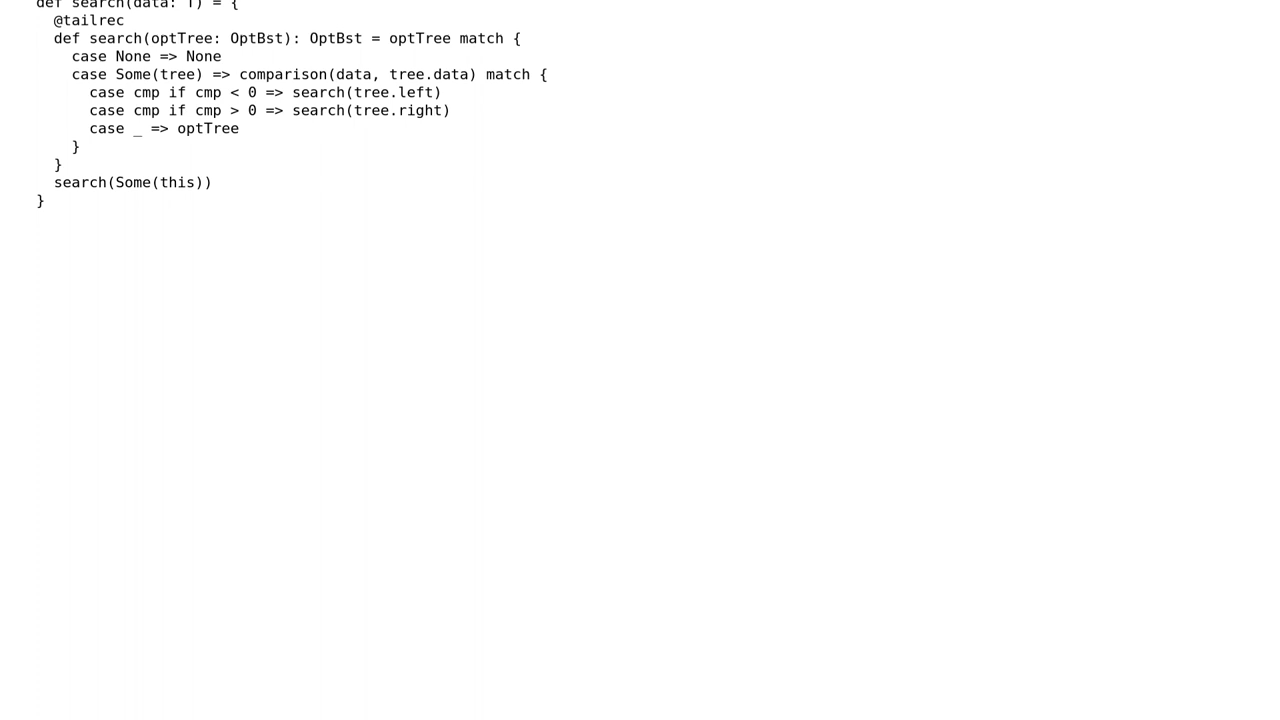 def search(data: T) = {
@tailrec
def search(optTree: OptBst): OptBst = optTree match {
case None => None
case Some(tree) => comparison(data, tree.data) match {
case cmp if cmp < 0 => search(tree.left)
case cmp if cmp > 0 => search(tree.right)
case _ => optTree
}
}
search(Some(this))
}